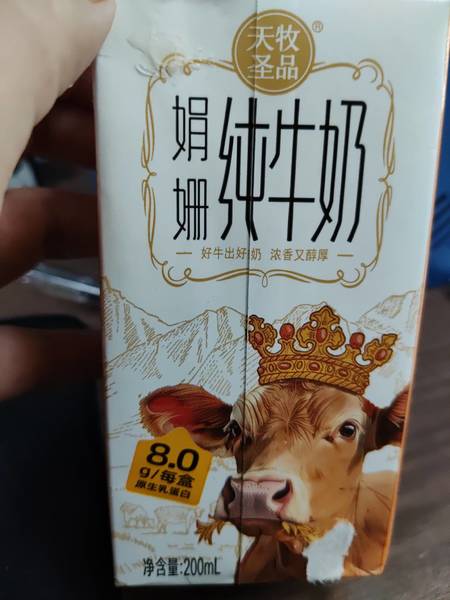 天牧
圣品
®
娟姗
纯牛奶
好牛出好奶 浓香又醇厚
8.0
g/每盒
原生乳蛋白
净含量:200mL